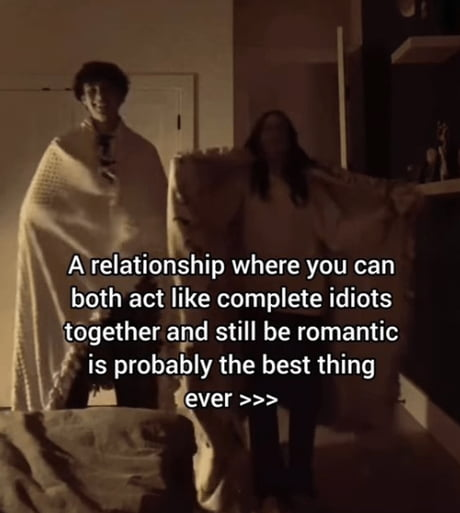 A relationship where you can
both act like complete idiots
together and still be romantic
is probably the best thing
ever >>>